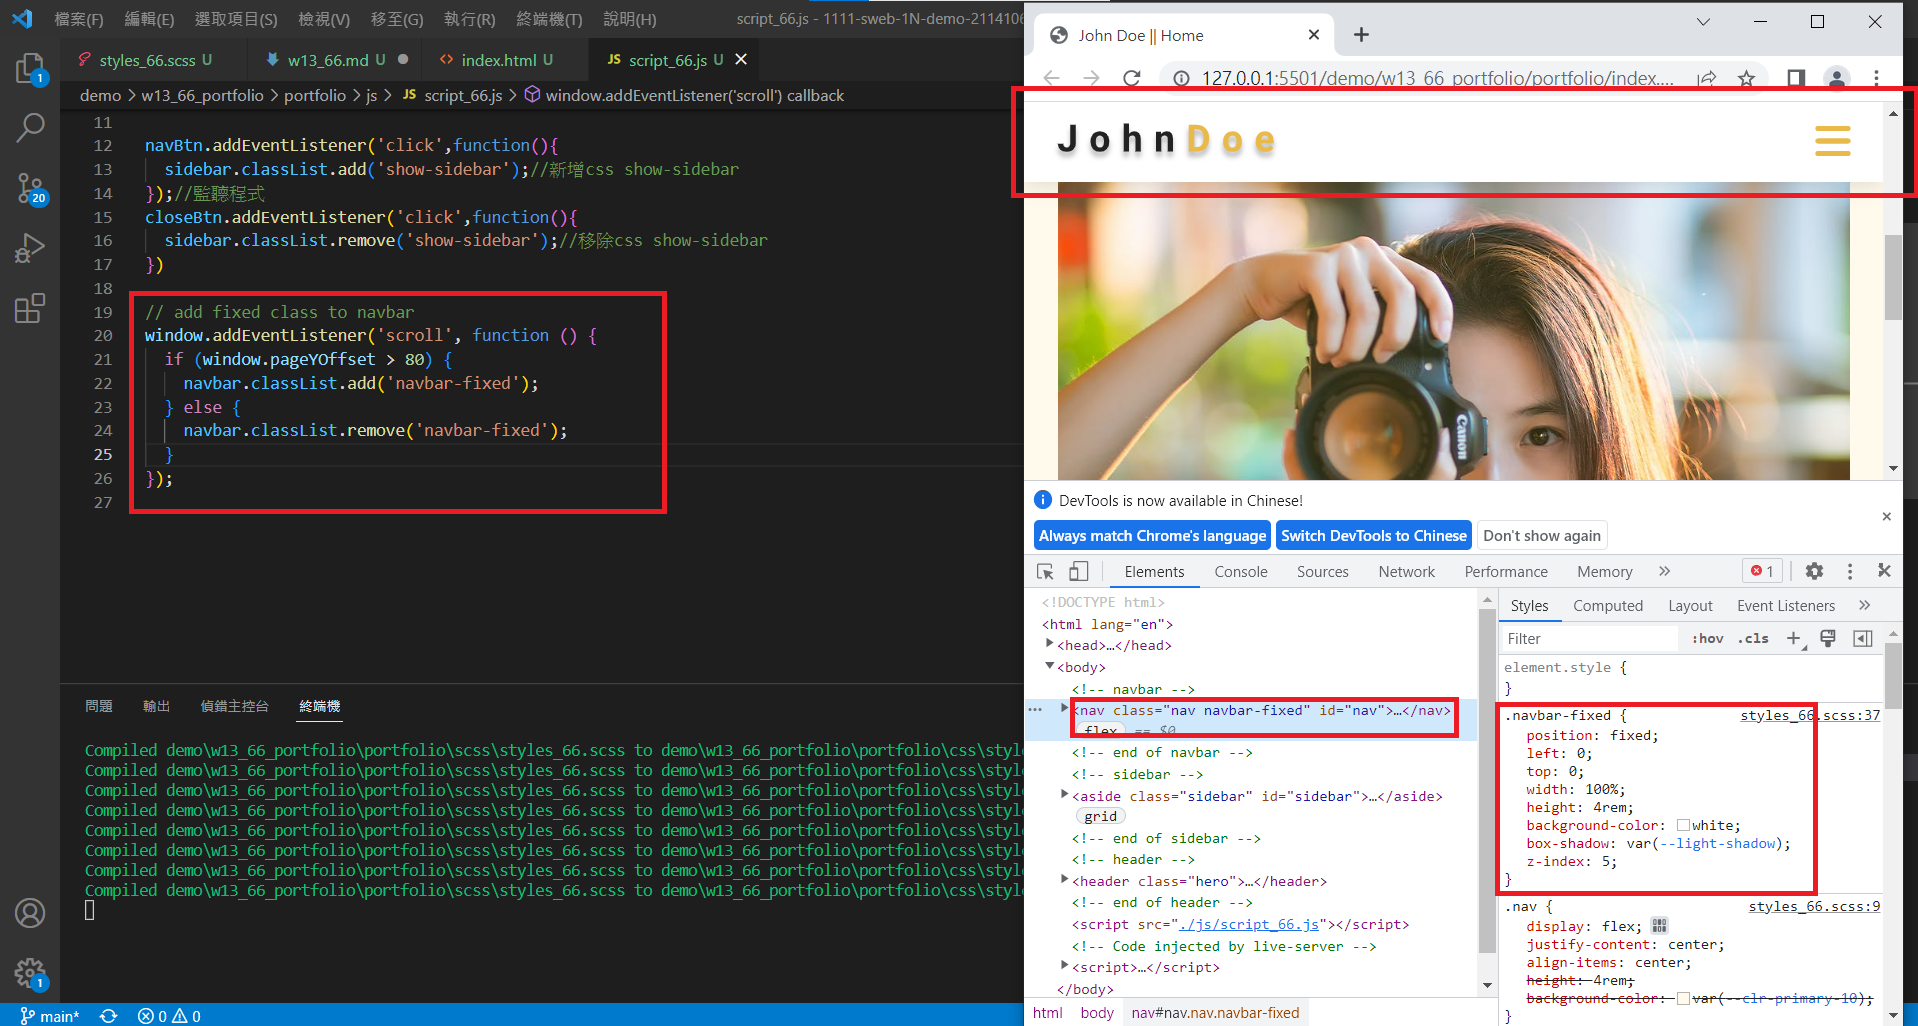 檔案(F) 編輯(E) 選取項目(S) 檢視(V) 移至(G) 執行(R) 終端機(T) 說明(H) script_66.js - 1111-sweb-1N-demo-2114106
styles_66.scss U w13_66.md U index.html U JS script_66.js U
demo > w13_66_portfolio > portfolio > js > JS script_66.js > window.addEventListener('scroll') callback
11
12 navBtn.addEventListener('click',function(){
13 sidebar.classList.add('show-sidebar');//新增css show-sidebar
14 });//監聽程式
15 closeBtn.addEventListener('click',function(){
16 sidebar.classList.remove('show-sidebar');//移除css show-sidebar
17 })
18
19 // add fixed class to navbar
20 window.addEventListener('scroll', function () {
21 if (window.pageYOffset > 80) {
22 navbar.classList.add('navbar-fixed');
23 } else {
24 navbar.classList.remove('navbar-fixed');
25 }
26 });
27
1
20
1
問題 輸出 偵錯主控台 終端機
Compiled demo\w13_66_portfolio\portfolio\scss\styles_66.scss to demo\w13_66_portfolio\portfolio\css\style
Compiled demo\w13_66_portfolio\portfolio\scss\styles_66.scss to demo\w13_66_portfolio\portfolio\css\style
Compiled demo\w13_66_portfolio\portfolio\scss\styles_66.scss to demo\w13_66_portfolio\portfolio\css\style
Compiled demo\w13_66_portfolio\portfolio\scss\styles_66.scss to demo\w13_66_portfolio\portfolio\css\style
Compiled demo\w13_66_portfolio\portfolio\scss\styles_66.scss to demo\w13_66_portfolio\portfolio\css\style
Compiled demo\w13_66_portfolio\portfolio\scss\styles_66.scss to demo\w13_66_portfolio\portfolio\css\style
Compiled demo\w13_66_portfolio\portfolio\scss\styles_66.scss to demo\w13_66_portfolio\portfolio\css\style
Compiled demo\w13_66_portfolio\portfolio\scss\styles_66.scss to demo\w13_66_portfolio\portfolio\css\style
main* 0 0
John Doe || Home
127.0.0.1:5501/demo/w13_66_portfolio/portfolio/index....
JohnDoe
Canon
DevTools is now available in Chinese!
Always match Chrome's language Switch DevTools to Chinese Don't show again
Elements Console Sources Network Performance Memory » 1
<!DOCTYPE html>
<html lang="en">
<head>…</head>
<body>
<!-- navbar -->
<nav class="nav navbar-fixed" id="nav">…</nav>
flex == $0
<!-- end of navbar -->
<!-- sidebar -->
<aside class="sidebar" id="sidebar">…</aside>
grid
<!-- end of sidebar -->
<!-- header -->
<header class="hero">…</header>
<!-- end of header -->
<script src="./js/script_66.js"></script>
<!-- Code injected by live-server -->
<script>…</script>
</body>
html body nav#nav.nav.navbar-fixed
Styles Computed Layout Event Listeners »
Filter :hov .cls +
element.style {
}
.navbar-fixed { styles_66.scss:37
position: fixed;
left: 0;
top: 0;
width: 100%;
height: 4rem;
background-color: white;
box-shadow: var(--light-shadow);
z-index: 5;
}
.nav { styles_66.scss:9
display: flex;
justify-content: center;
align-items: center;
height: 4rem;
background-color: var(--clr-primary-10);
}